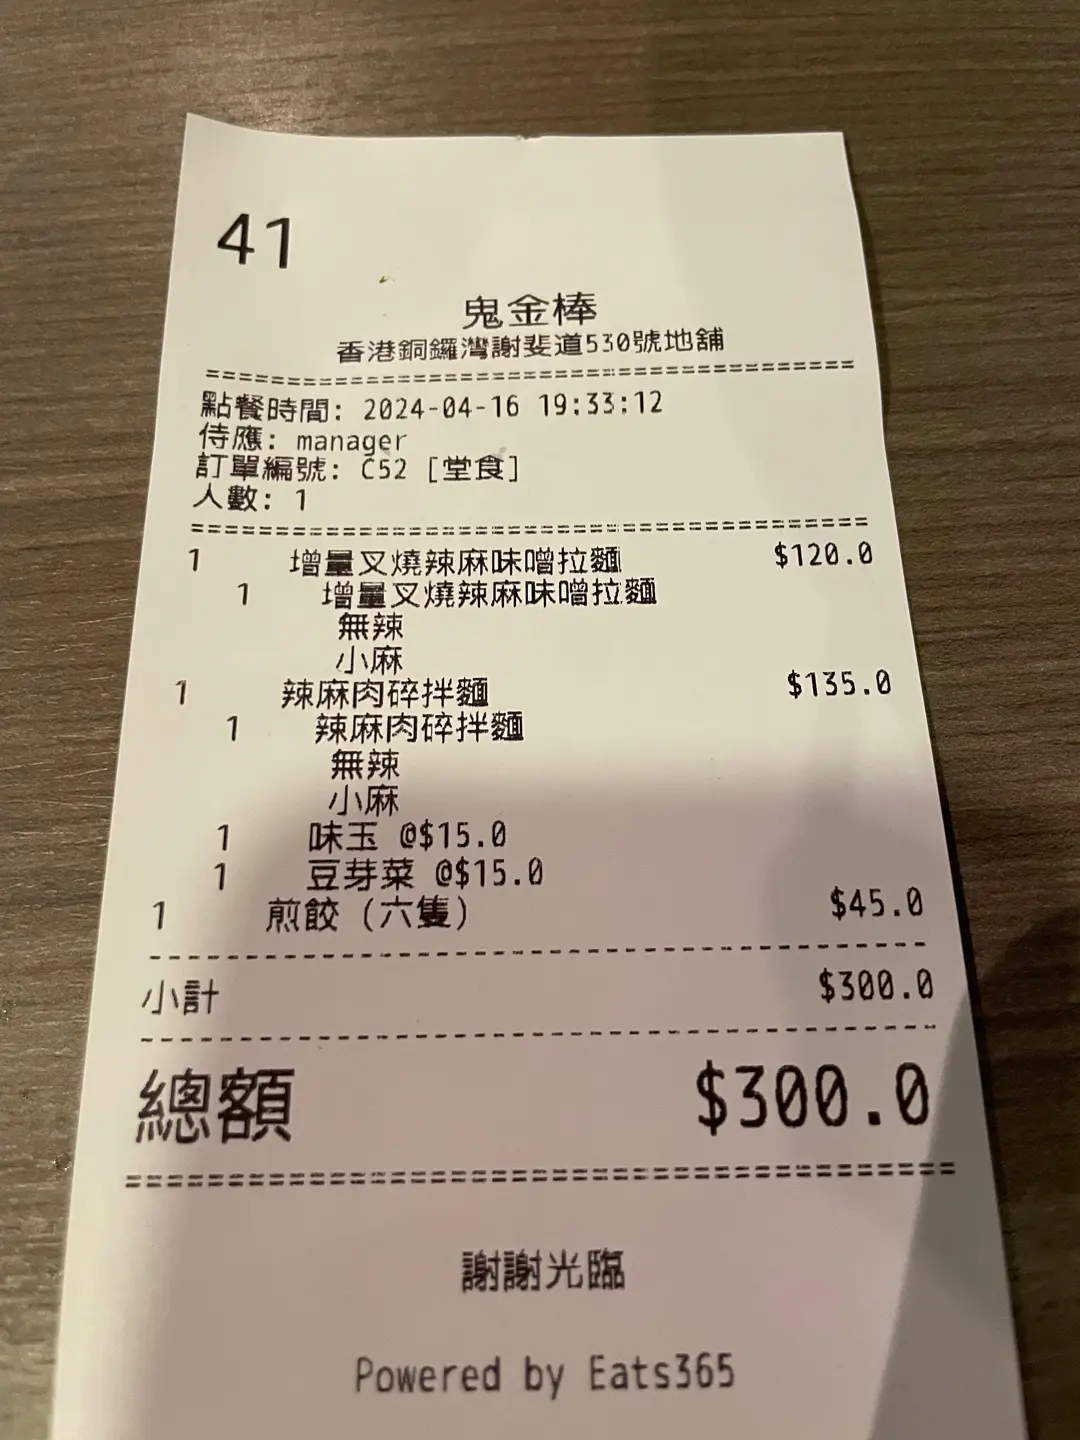 41
鬼金棒
香港銅鑼灣謝斐道530號地舖
點餐時間: 2024-04-16 19:33:12
侍應: manager
訂單編號: C52 [堂食]
人數: 1
1 增量叉燒辣麻味噌拉麵 $120.0
1 增量叉燒辣麻味噌拉麵
無辣
小麻
1 辣麻肉碎拌麵 $135.0
1 辣麻肉碎拌麵
無辣
小麻
1 味玉 @$15.0
1 豆芽菜 @$15.0
1 煎餃 (六隻) $45.0
小計 $300.0
總額 $300.0
謝謝光臨
Powered by Eats365